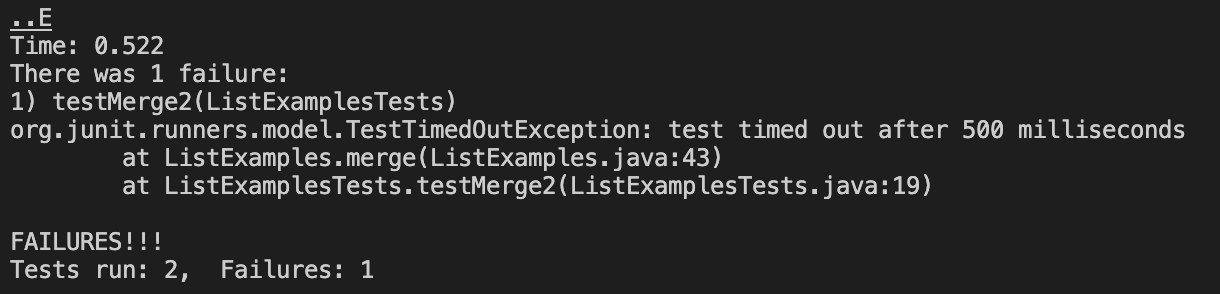 ..E
Time: 0.522
There was 1 failure:
1) testMerge2(ListExamplesTests)
org.junit.runners.model.TestTimedOutException: test timed out after 500 milliseconds
        at ListExamples.merge(ListExamples.java:43)
        at ListExamplesTests.testMerge2(ListExamplesTests.java:19)

FAILURES!!!
Tests run: 2,  Failures: 1